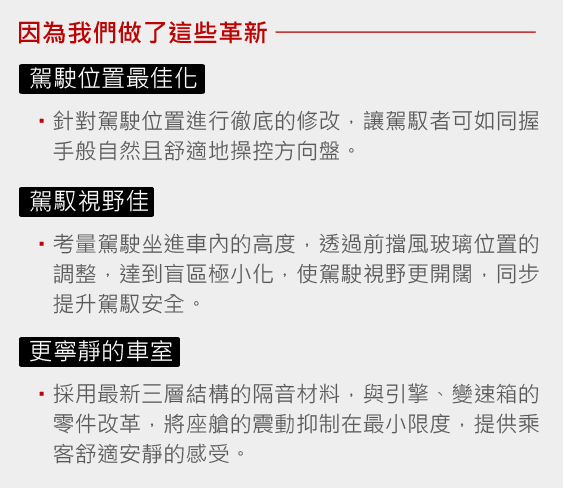 因為我們做了這些革新
駕駛位置最佳化
▪ 針對駕駛位置進行徹底的修改，讓駕馭者可如同握
手般自然且舒適地操控方向盤。
駕馭視野佳
▪ 考量駕駛坐進車內的高度，透過前擋風玻璃位置的
調整，達到盲區極小化，使駕駛視野更開闊，同步
提升駕馭安全。
更寧靜的車室
▪ 採用最新三層結構的隔音材料，與引擎、變速箱的
零件改革，將座艙的震動抑制在最小限度，提供乘
客舒適安靜的感受。